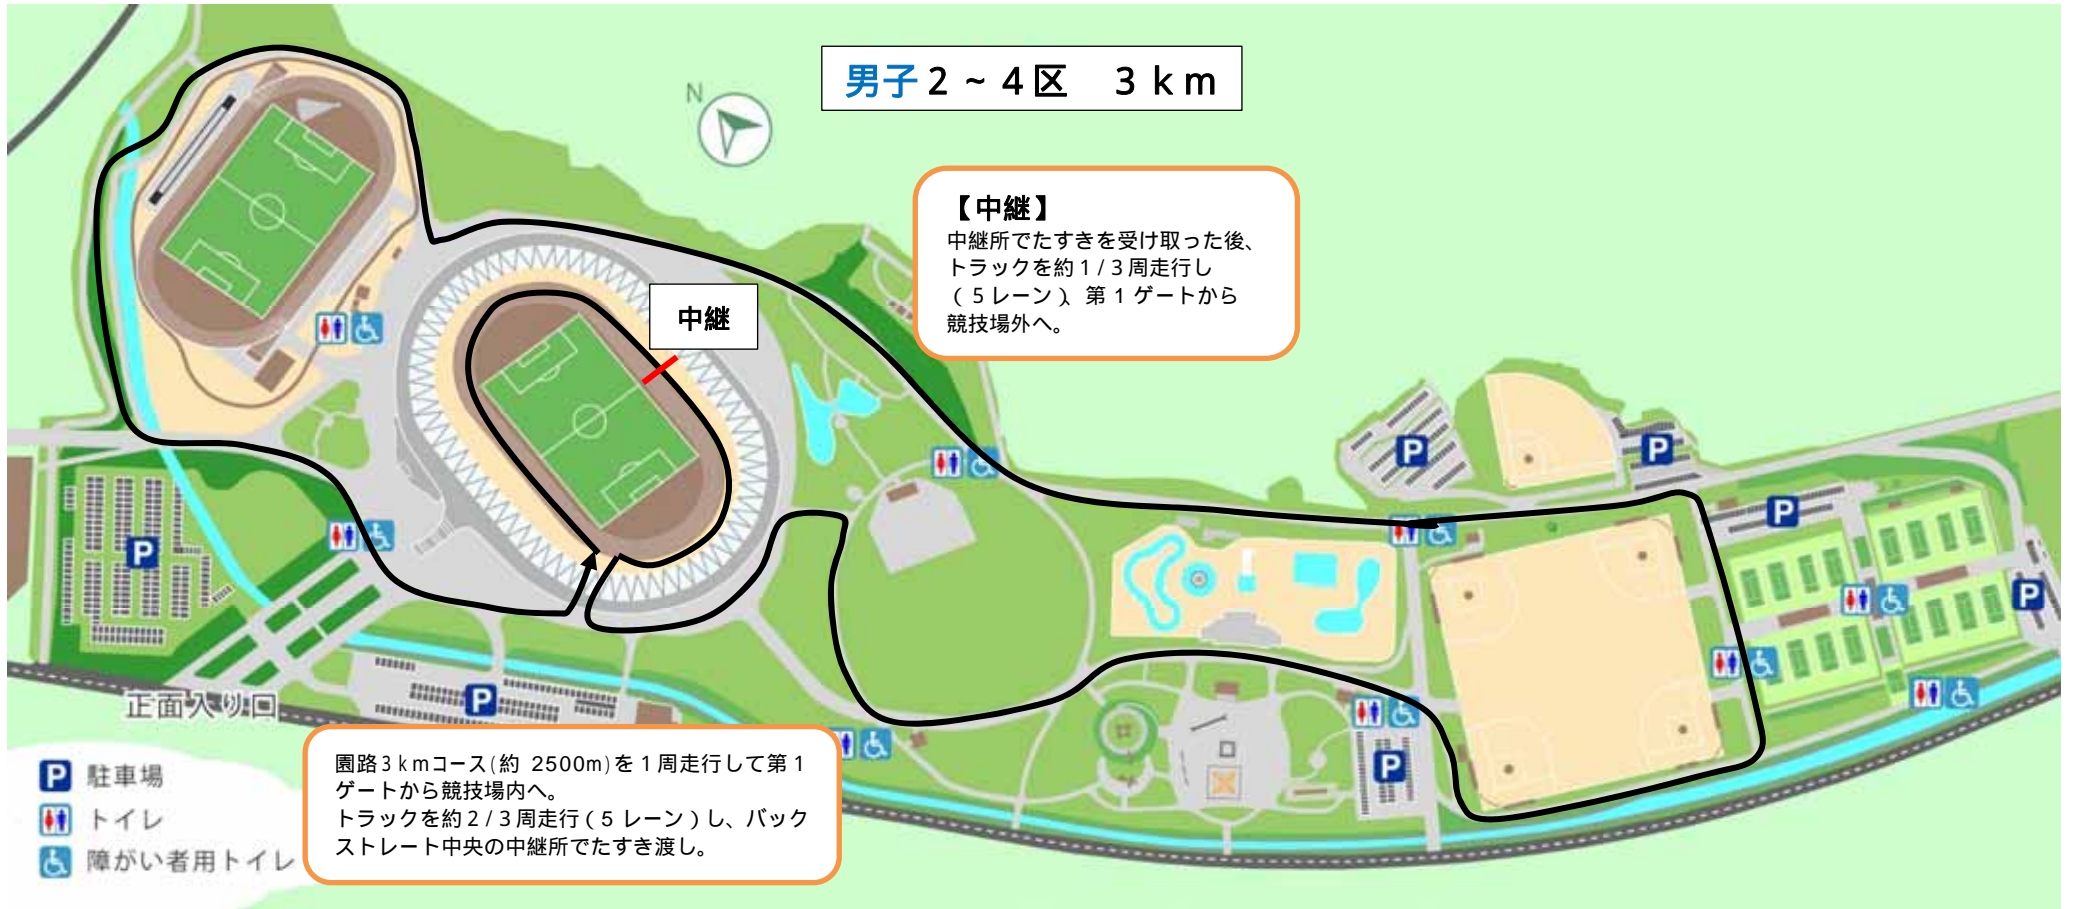 男子２～４区　３ｋｍ
N
【中継】
中継所でたすきを受け取った後、
トラックを約１/３周走行し
（５レーン）、第１ゲートから
競技場外へ。
中継
P
P
P
P
P
P
P
正面入り口
園路３ｋｍコース(約 2500m)を１周走行して第１
ゲートから競技場内へ。
トラックを約２/３周走行（５レーン）し、バック
ストレート中央の中継所でたすき渡し。
P 駐車場
トイレ
障がい者用トイレ